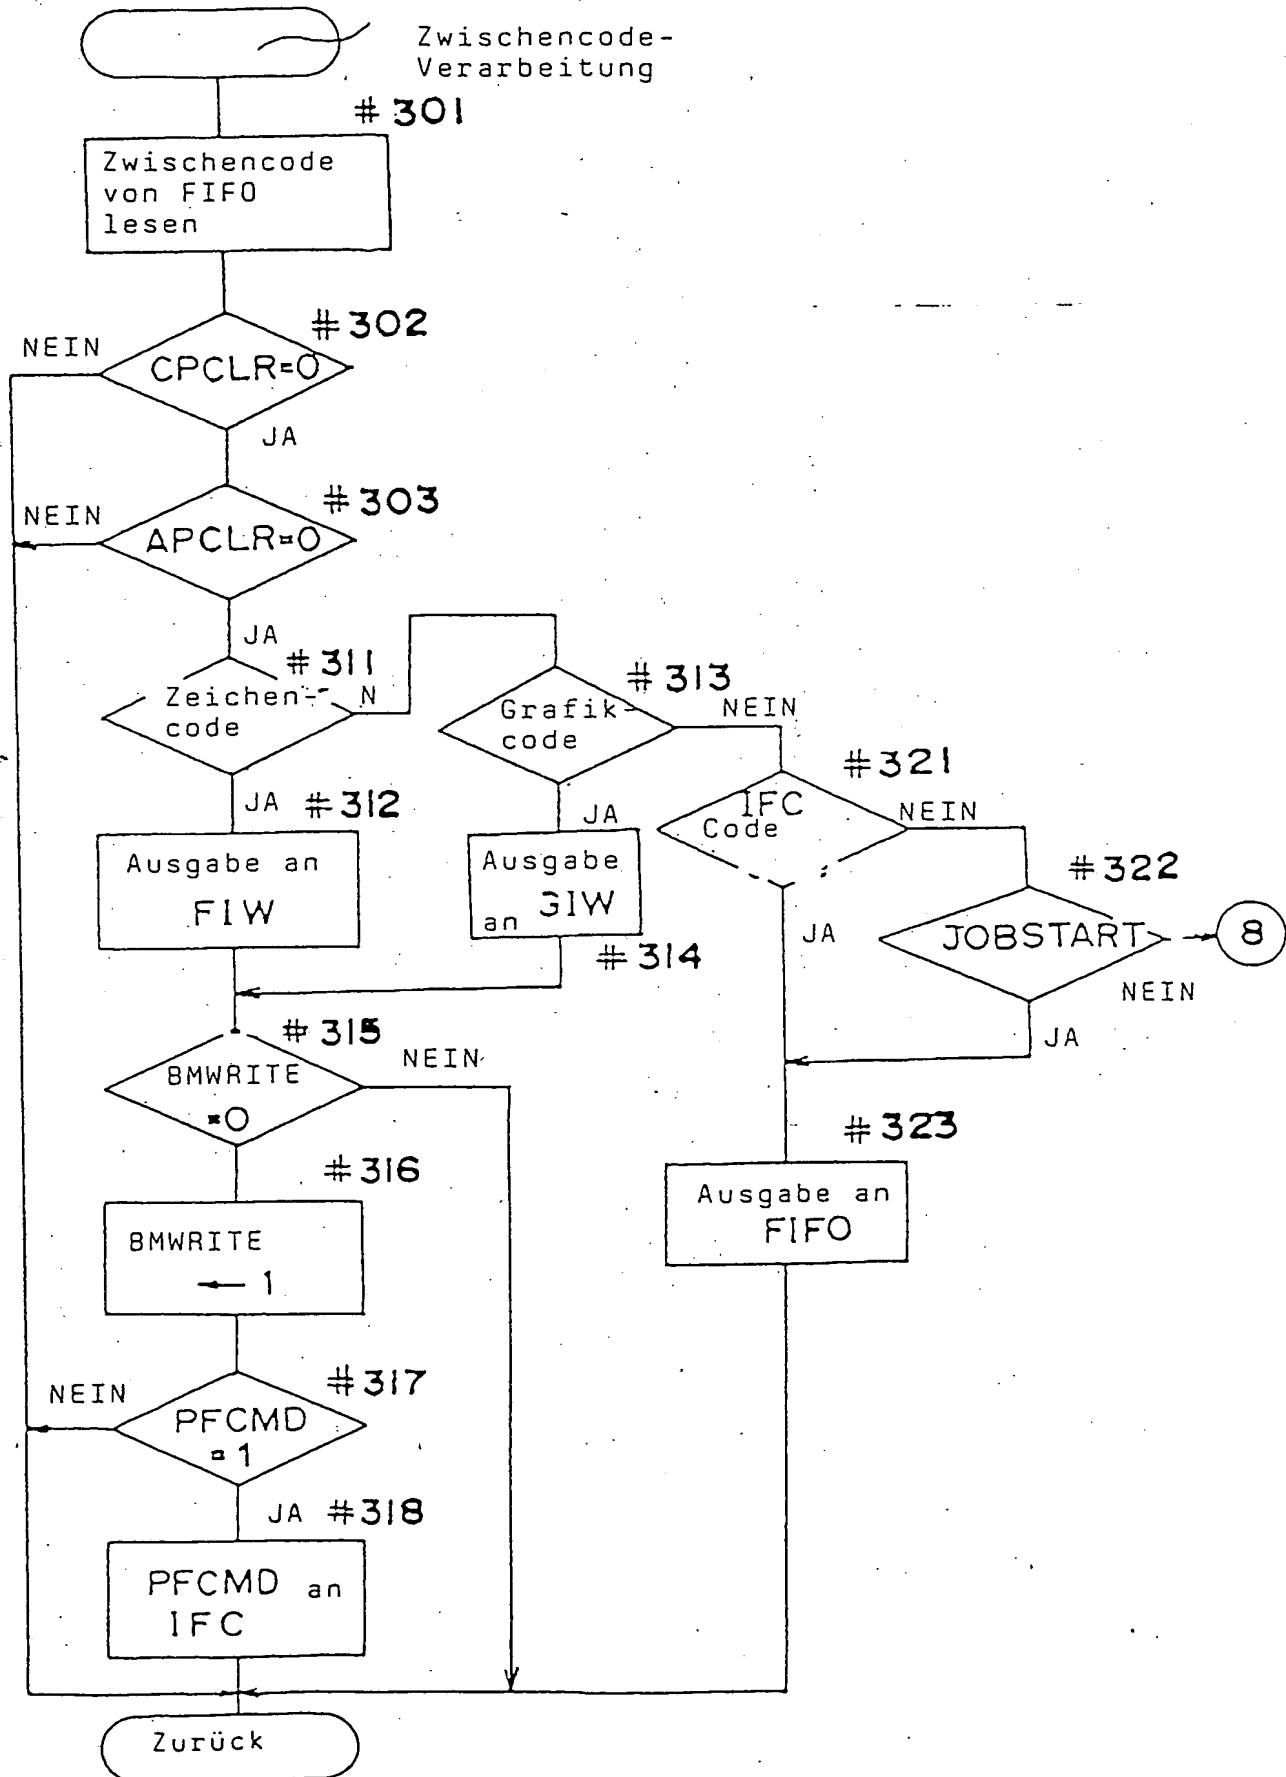 Zwischencode-
Verarbeitung
#301
Zwischencode
von FIFO
lesen
#302
NEIN
CPCLR=0
JA
#303
NEIN
APCLR=0
JA
#311
Zeichen-
code
N
#313
Grafik-
code
NEIN
JA
#312
Ausgabe an
FIW
JA
Ausgabe
an GIW
#314
#321
IFC
Code
NEIN
JA
#322
JOBSTART
8
NEIN
JA
#315
BMWRITE
=0
NEIN
#316
BMWRITE
← 1
#323
Ausgabe an
FIFO
#317
NEIN
PFCMD
=1
JA
#318
PFCMD an
IFC
Zurück